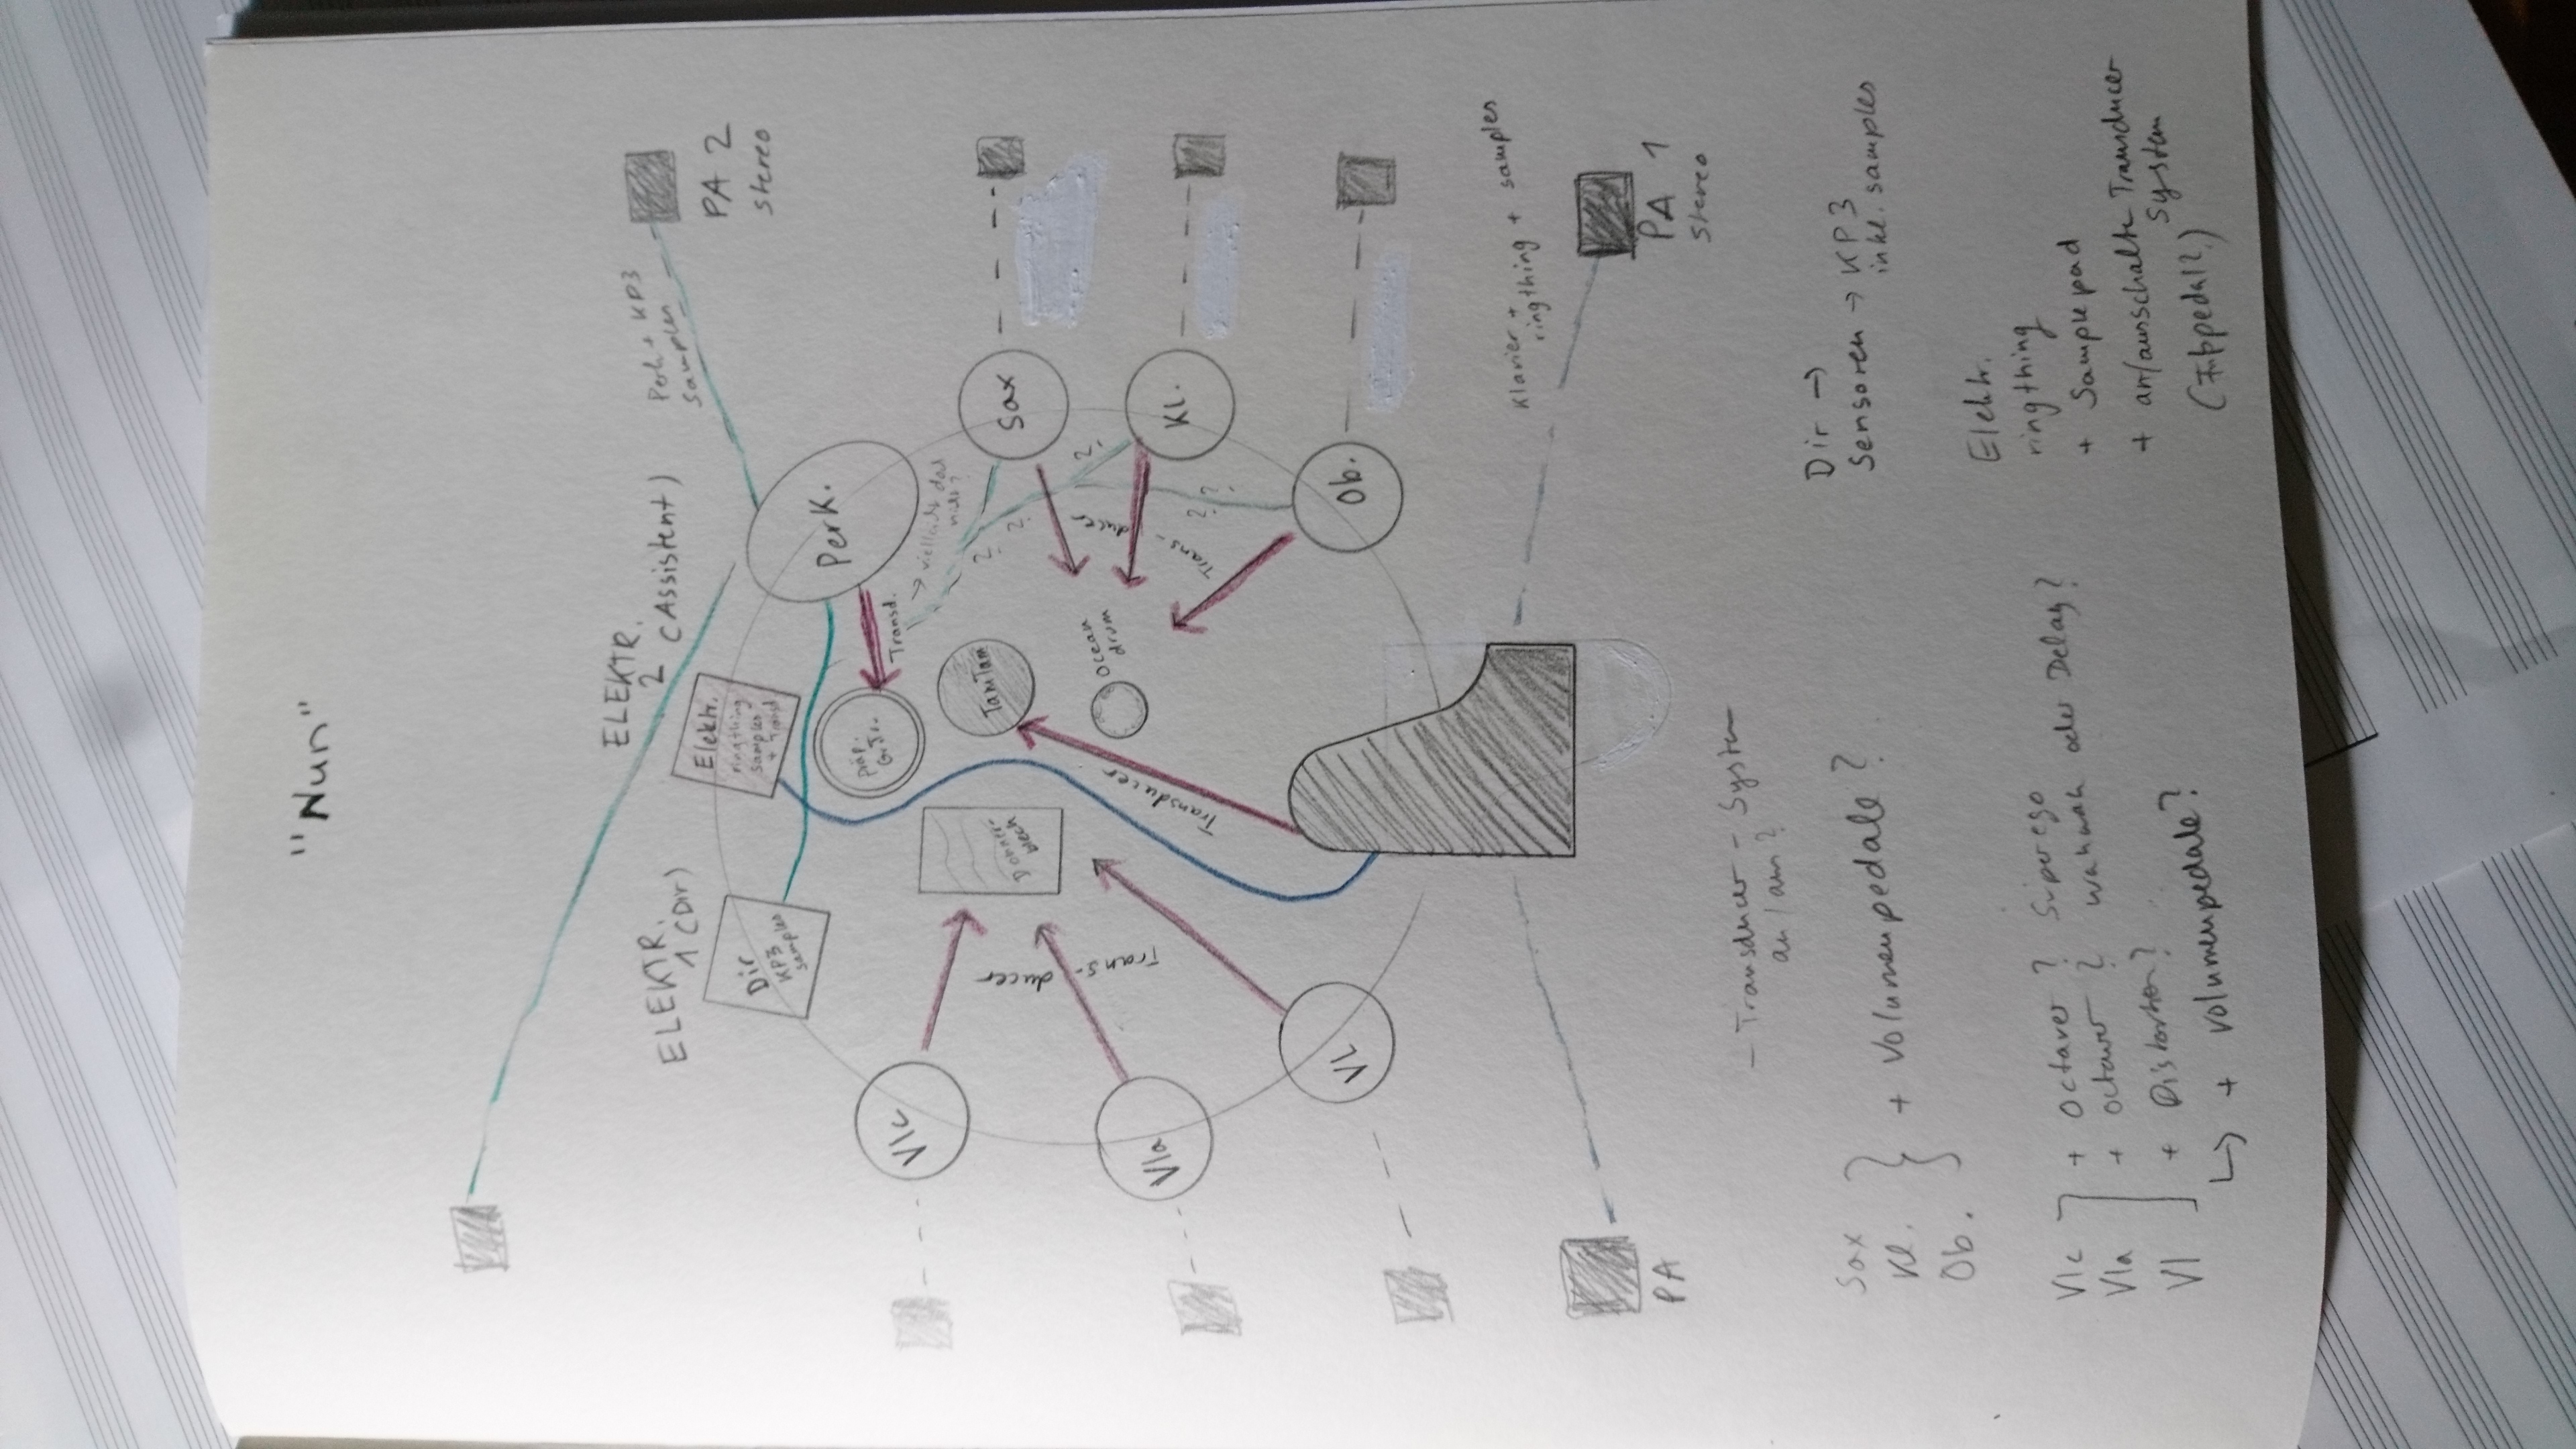 "Nun"
ELEKTR.
2
(Assistent)
ELEKTR.
1 (Dir)
Perk + KP3
samples
PA 2
stereo
Elektr.
ringthing
samples
+ Transd.
Dir
KP3
samples
Perk.
präp.
Gr.Tr.
Transd.
→ vielleicht doch
nicht?
Vlc
Donner-
blech
TamTam
Sax
?
?
?
Trans-ducer
Ocean
drum
Transducer
Trans-ducer
Vla
Kl.
?
?
Vl
Ob.
Klavier +
ringthing + samples
PA
PA 1
stereo
- Transducer - System
an / aus?
Sax
Kl.
Ob.
+ Volumenpedale?
Dir →
Sensoren → KP3
inkl. samples
Vlc + Octaver? Superego
Vla + octaver? Wahwah oder Delay?
Vl + Distortion?
↳ + Volumenpedale?
Elektr.
ringthing
+ Samplepad
+ an/ausschalte Transducer
System
(Fußpedal?)